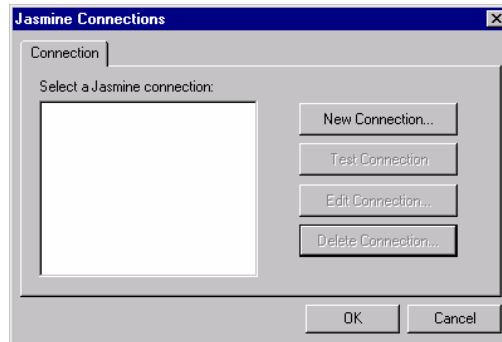 Jasmine Connections
Connection
Select a Jasmine connection:
New Connection...
Test Connection
Edit Connection...
Delete Connection...
OK
Cancel